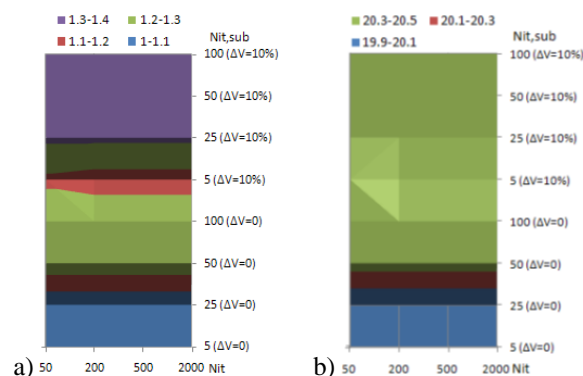 1.3-1.4 1.2-1.3
1.1-1.2 1-1.1
Nit,sub
100 (ΔV=10%)
50 (ΔV=10%)
25 (ΔV=10%)
5 (ΔV=10%)
100 (ΔV=0)
50 (ΔV=0)
25 (ΔV=0)
5 (ΔV=0)
50 200 500 2000
Nit
a)
20.3-20.5 20.1-20.3
19.9-20.1
Nit,sub
100 (ΔV=10%)
50 (ΔV=10%)
25 (ΔV=10%)
5 (ΔV=10%)
100 (ΔV=0)
50 (ΔV=0)
25 (ΔV=0)
5 (ΔV=0)
50 200 500 2000
Nit
b)